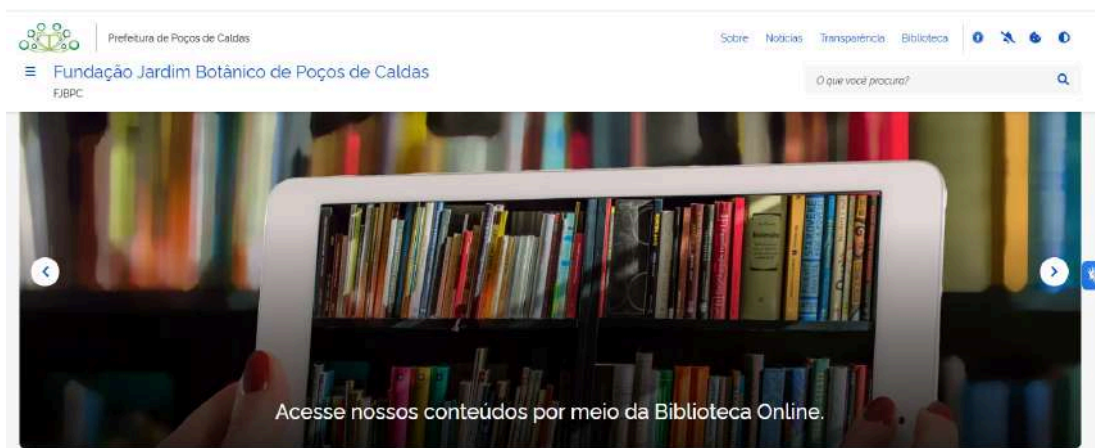 Prefeitura de Poços de Caldas
Sobre Notícias Transparência Biblioteca
Fundação Jardim Botânico de Poços de Caldas
FJBPC
O que você procura?
Acesse nossos conteúdos por meio da Biblioteca Online.